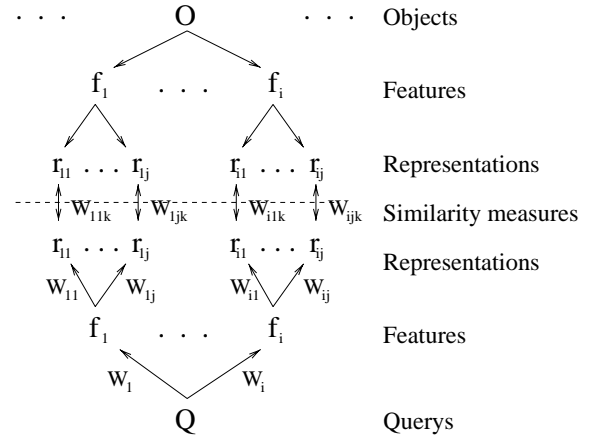 . . . O . . . Objects
f1 . . . fi Features
r11 . . . r1j ri1 . . . rij Representations
W11k W1jk Wi1k Wijk Similarity measures
r11 . . . r1j ri1 . . . rij Representations
W11 W1j Wi1 Wij
f1 . . . fi Features
W1 Wi
Q Querys